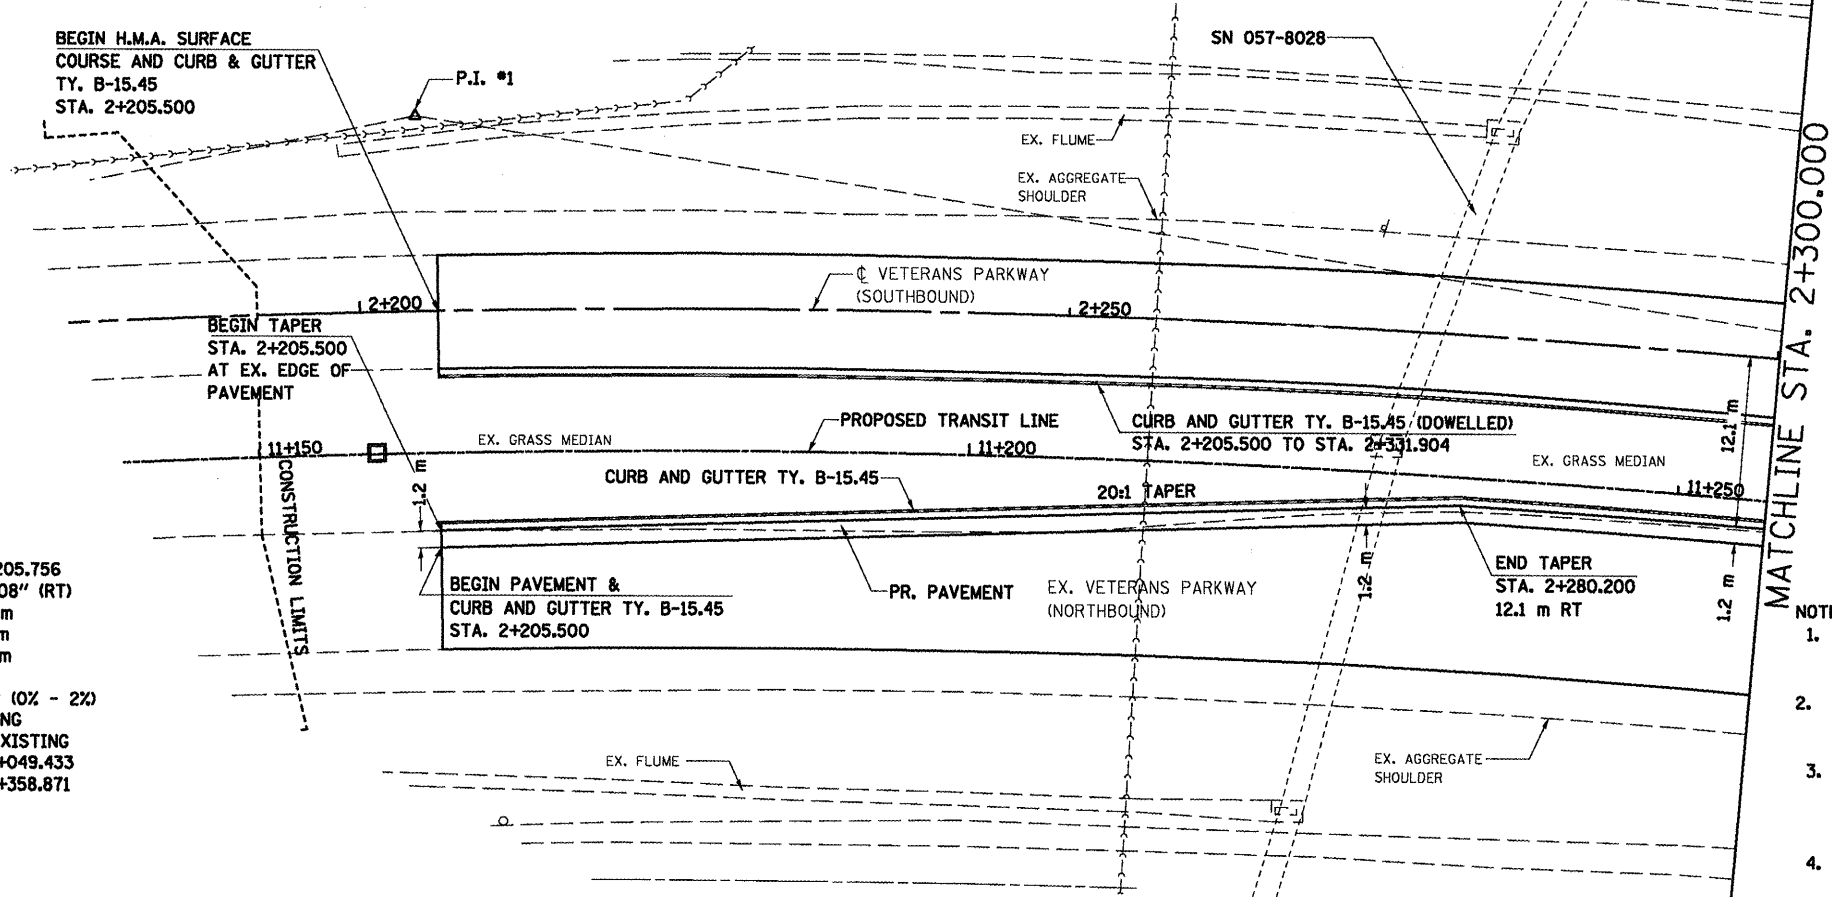 BEGIN H.M.A. SURFACE
COURSE AND CURB & GUTTER
TY. B-15.45
STA. 2+205.500
P.I. #1
SN 057-8028
EX. FLUME
EX. AGGREGATE
SHOULDER
MATCHLINE STA. 2+300.000
℄ VETERANS PARKWAY
(SOUTHBOUND)
2+200
2+250
BEGIN TAPER
STA. 2+205.500
AT EX. EDGE OF
PAVEMENT
PROPOSED TRANSIT LINE
CURB AND GUTTER TY. B-15.45 (DOWELLED)
STA. 2+205.500 TO STA. 2+331.904
12.1 m
11+150
EX. GRASS MEDIAN
11+200
EX. GRASS MEDIAN
11+250
CONSTRUCTION LIMITS
1.2 m
CURB AND GUTTER TY. B-15.45
20:1 TAPER
BEGIN PAVEMENT &
CURB AND GUTTER TY. B-15.45
STA. 2+205.500
PR. PAVEMENT
EX. VETERANS PARKWAY
(NORTHBOUND)
1.2 m
END TAPER
STA. 2+280.200
12.1 m RT
1.2 m
205.756
08" (RT)
m
m
m
(0% - 2%)
NG
XISTING
+049.433
+358.871
EX. FLUME
EX. AGGREGATE
SHOULDER
NOTE
1.
2.
3.
4.